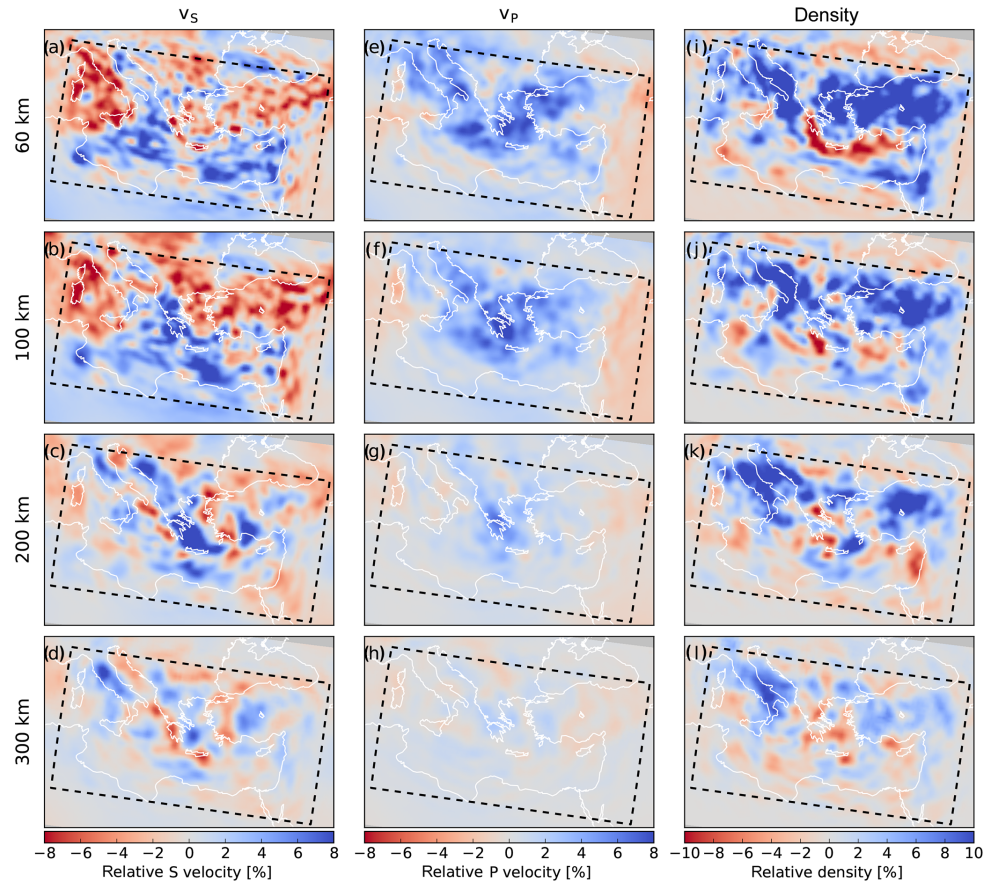 vS vP Density
60 km (a) (e) (i)
100 km (b) (f) (j)
200 km (c) (g) (k)
300 km (d) (h) (l)
−8 −6 −4 −2 0 2 4 6 8 −8 −6 −4 −2 0 2 4 6 8 −10 −8 −6 −4 −2 0 2 4 6 8 10
Relative S velocity [%] Relative P velocity [%] Relative density [%]